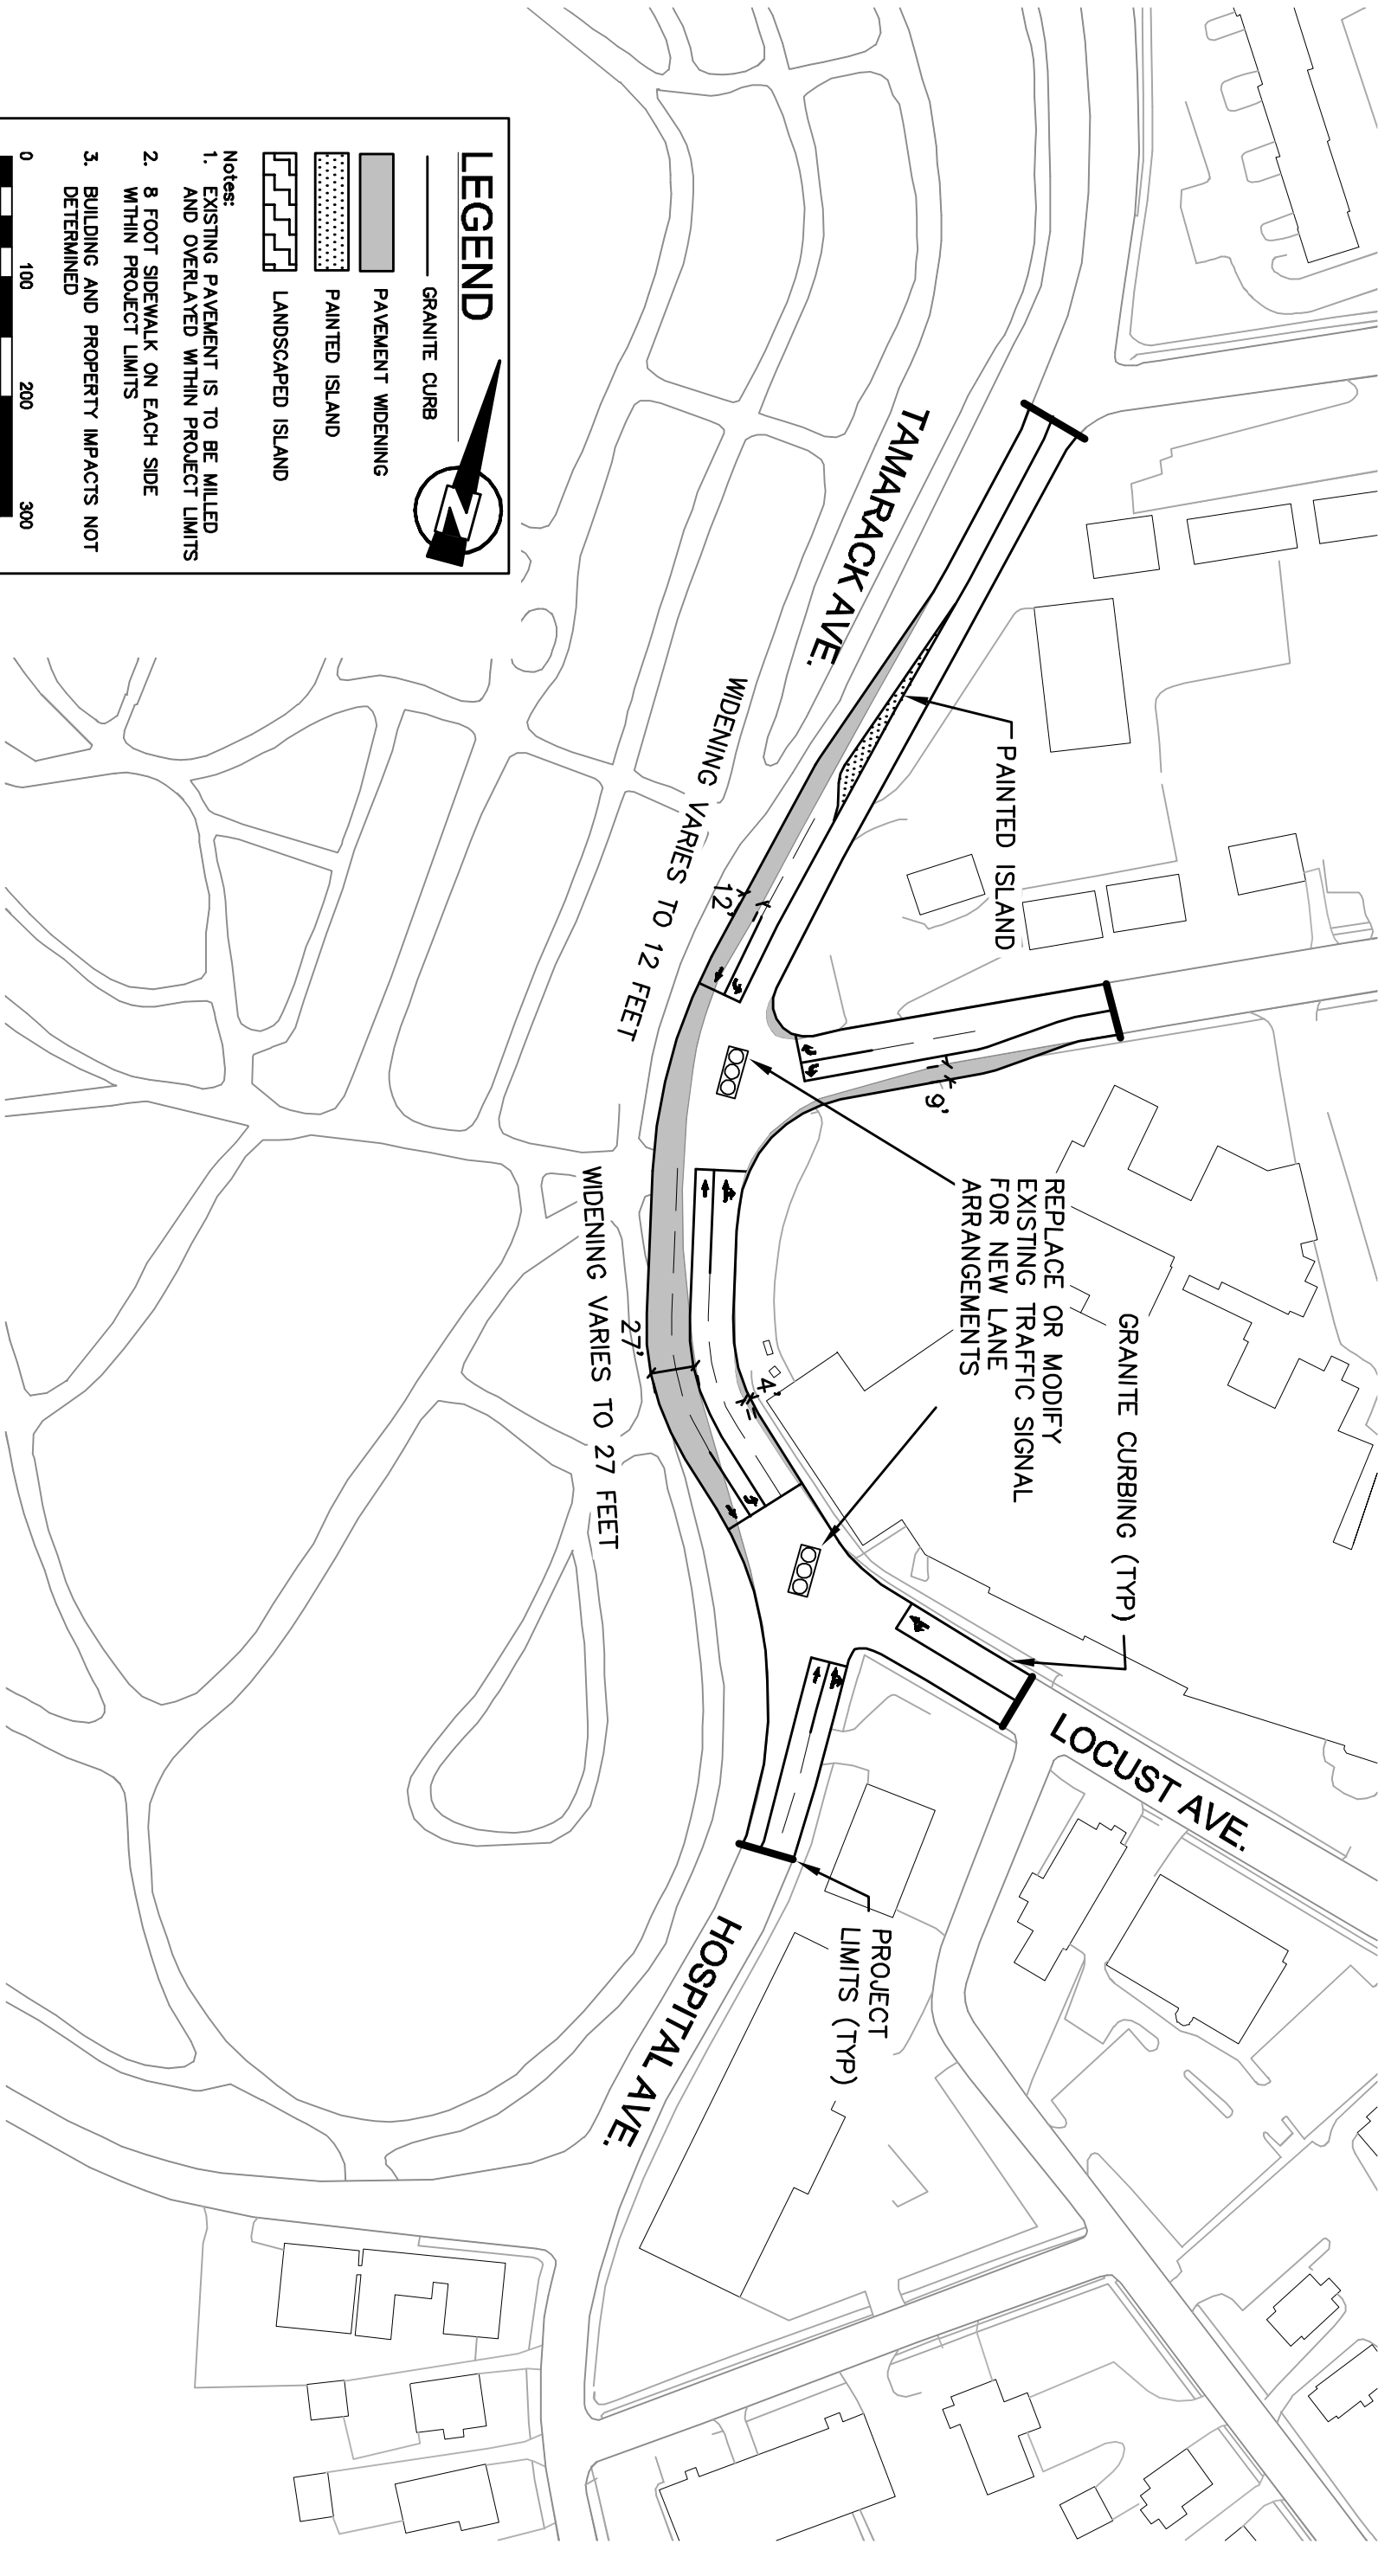 LEGEND
GRANITE CURB
PAVEMENT WIDENING
PAINTED ISLAND
LANDSCAPED ISLAND
N
Notes:
1. EXISTING PAVEMENT IS TO BE MILLED
AND OVERLAYED WITHIN PROJECT LIMITS
2. 8 FOOT SIDEWALK ON EACH SIDE
WITHIN PROJECT LIMITS
3. BUILDING AND PROPERTY IMPACTS NOT
DETERMINED
0 100 200 300
TAMARACK AVE.
PAINTED ISLAND
WIDENING VARIES TO 12 FEET
12'
9'
REPLACE OR MODIFY
EXISTING TRAFFIC SIGNAL
FOR NEW LANE
ARRANGEMENTS
GRANITE CURBING (TYP)
WIDENING VARIES TO 27 FEET
27'
4'
LOCUST AVE.
PROJECT
LIMITS (TYP)
HOSPITAL AVE.